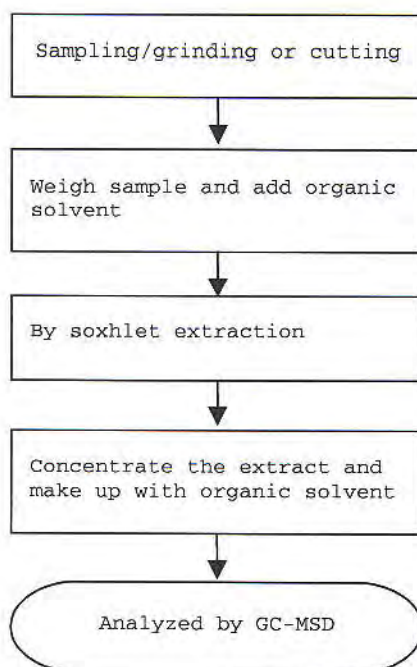 Sampling/grinding or cutting
Weigh sample and add organic
solvent
By soxhlet extraction
Concentrate the extract and
make up with organic solvent
Analyzed by GC-MSD